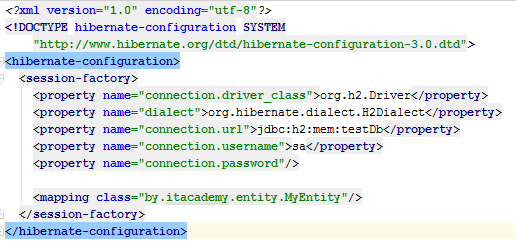 <?xml version="1.0" encoding="utf-8"?>
<!DOCTYPE hibernate-configuration SYSTEM
"http://www.hibernate.org/dtd/hibernate-configuration-3.0.dtd">
<hibernate-configuration>
<session-factory>
<property name="connection.driver_class">org.h2.Driver</property>
<property name="dialect">org.hibernate.dialect.H2Dialect</property>
<property name="connection.url">jdbc:h2:mem:testDb</property>
<property name="connection.username">sa</property>
<property name="connection.password"/>
<mapping class="by.itacademy.entity.MyEntity"/>
</session-factory>
</hibernate-configuration>